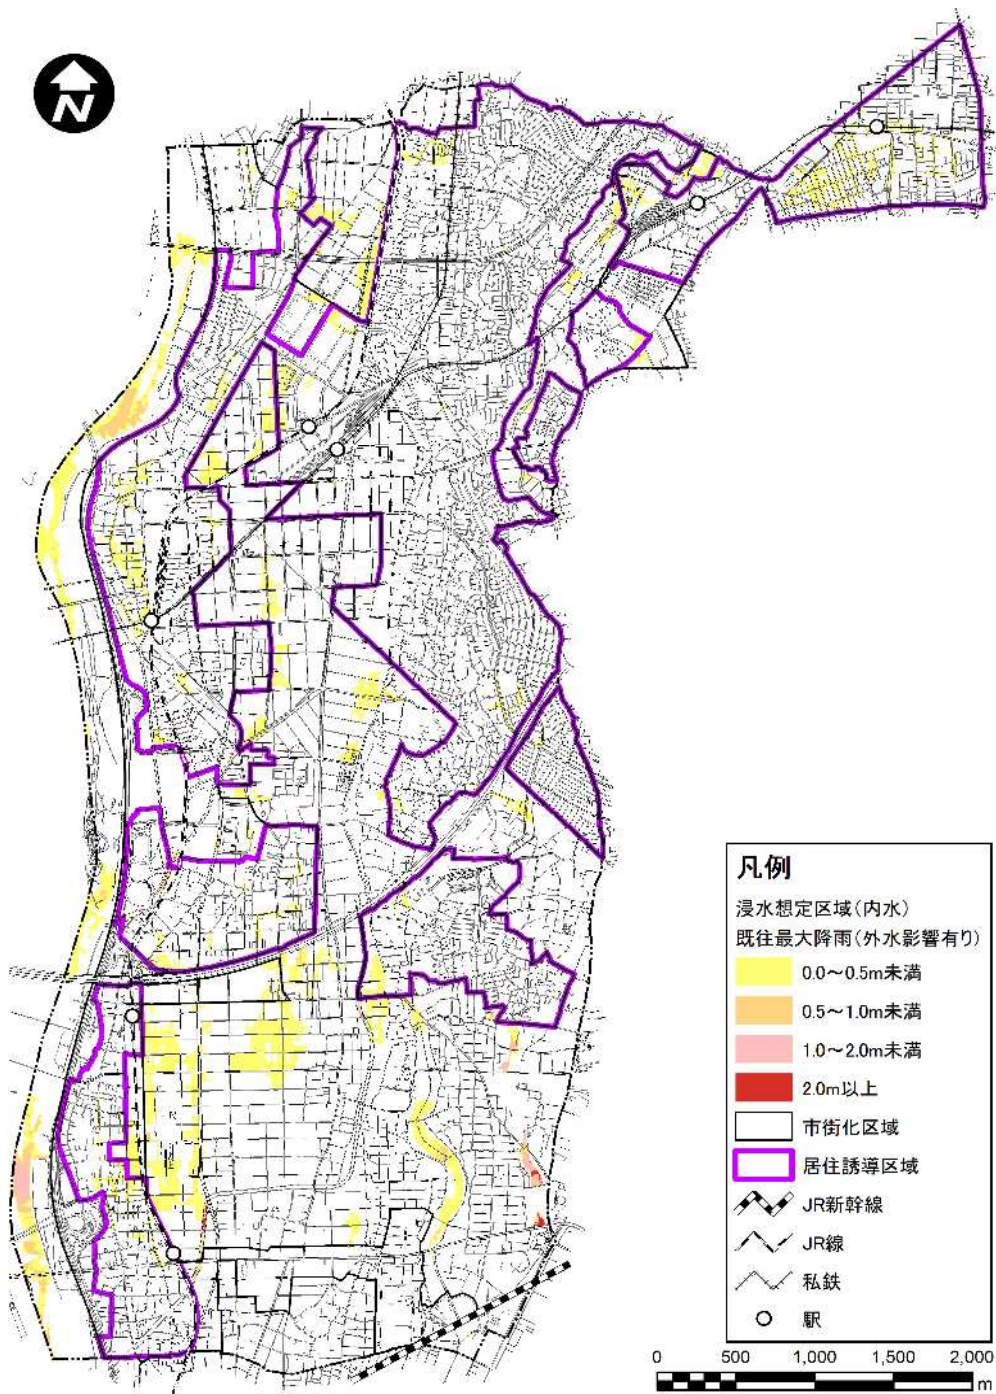 N
凡例
浸水想定区域(内水)
既往最大降雨(外水影響有り)
0.0～0.5m未満
0.5～1.0m未満
1.0～2.0m未満
2.0m以上
市街化区域
居住誘導区域
JR新幹線
JR線
私鉄
駅
0 500 1,000 1,500 2,000
m